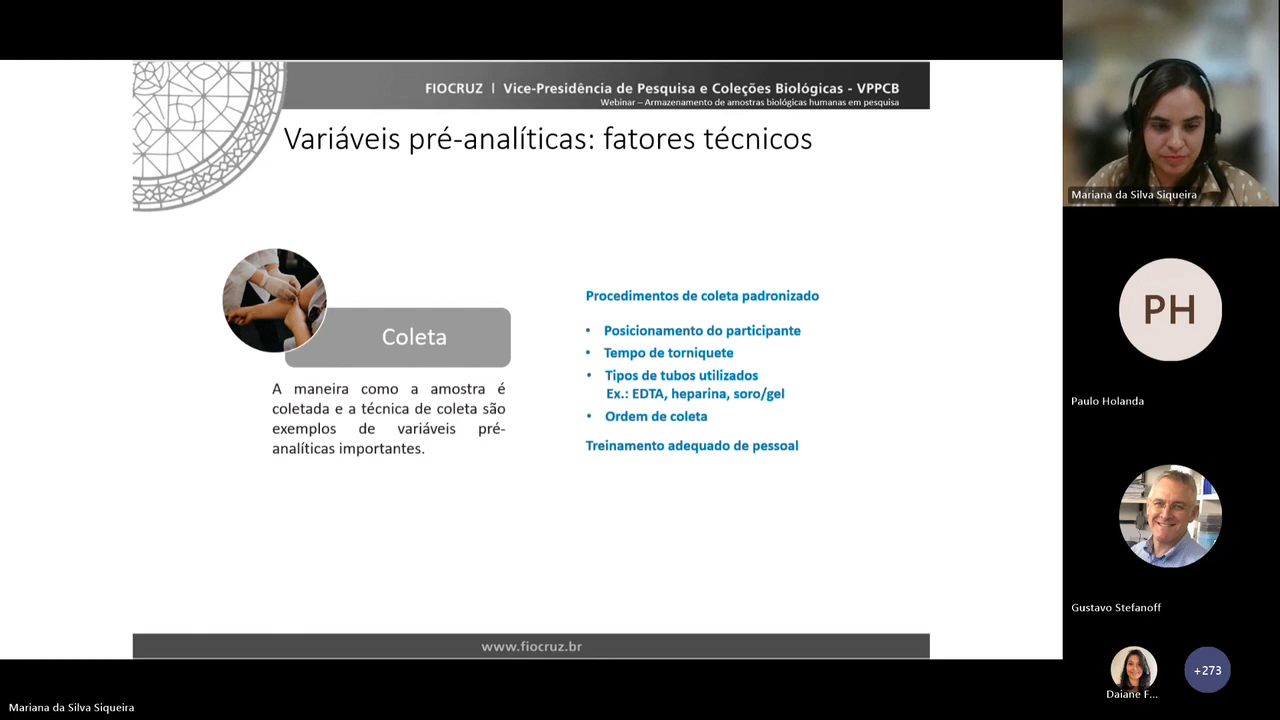 FIOCRUZ | Vice-Presidência de Pesquisa e Coleções Biológicas - VPPCB
Webinar – Armazenamento de amostras biológicas humanas em pesquisa
Variáveis pré-analíticas: fatores técnicos
Coleta
A maneira como a amostra é
coletada e a técnica de coleta são
exemplos de variáveis pré-
analíticas importantes.
Procedimentos de coleta padronizado
• Posicionamento do participante
• Tempo de torniquete
• Tipos de tubos utilizados
Ex.: EDTA, heparina, soro/gel
• Ordem de coleta
Treinamento adequado de pessoal
www.fiocruz.br
Mariana da Silva Siqueira
PH
Paulo Holanda
Gustavo Stefanoff
Daiane F...
+273
Mariana da Silva Siqueira